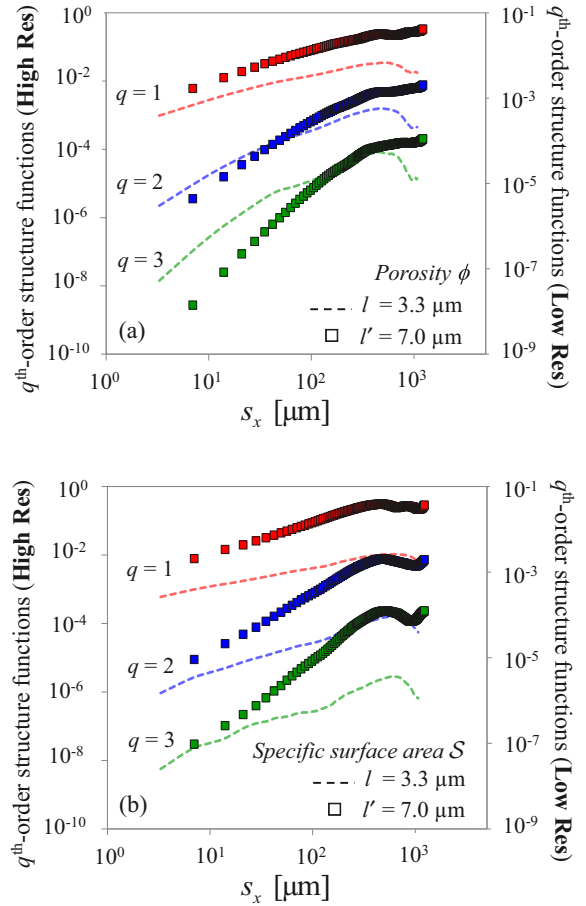 qth-order structure functions (High Res)
10^0
10^-2
10^-4
10^-6
10^-8
10^-10
q = 1
q = 2
q = 3
(a)
Porosity ϕ
l = 3.3 μm
l′ = 7.0 μm
10^-1
10^-3
10^-5
10^-7
10^-9
qth-order structure functions (Low Res)
10^0 10^1 10^2 10^3
s_x [μm]
qth-order structure functions (High Res)
10^0
10^-2
10^-4
10^-6
10^-8
10^-10
q = 1
q = 2
q = 3
(b)
Specific surface area S
l = 3.3 μm
l′ = 7.0 μm
10^-1
10^-3
10^-5
10^-7
10^-9
qth-order structure functions (Low Res)
10^0 10^1 10^2 10^3
s_x [μm]